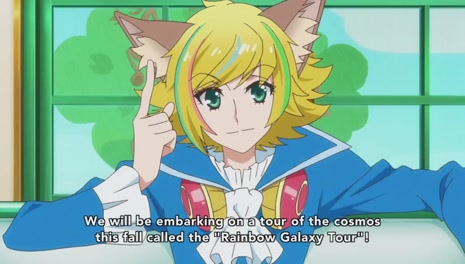 We will be embarking on a tour of the cosmos
this fall called the "Rainbow Galaxy Tour"!